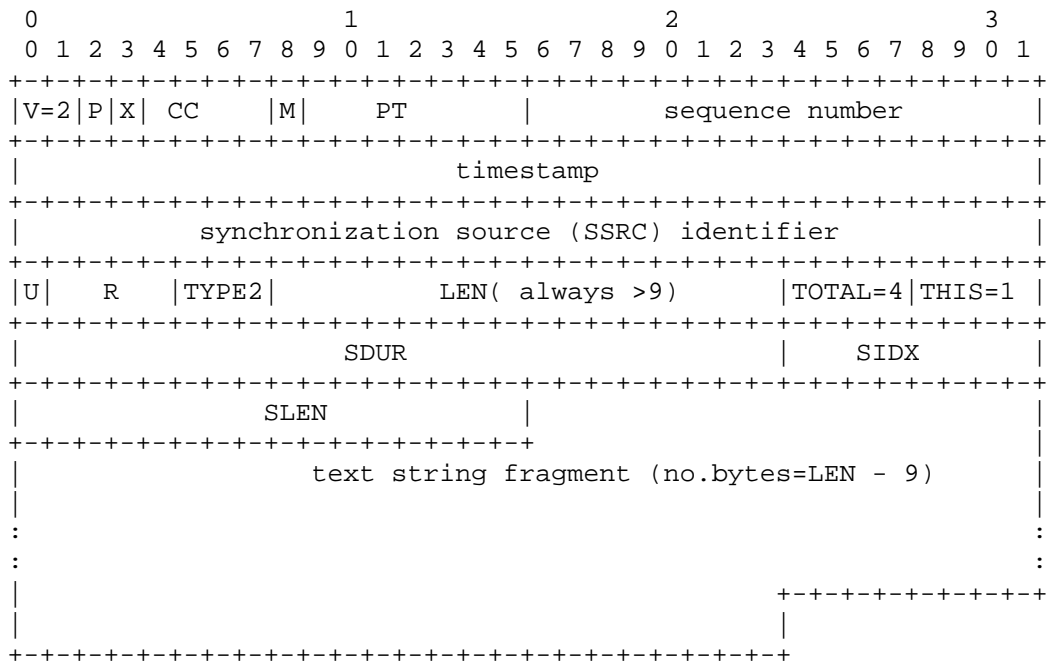 0                   1                   2                   3
 0 1 2 3 4 5 6 7 8 9 0 1 2 3 4 5 6 7 8 9 0 1 2 3 4 5 6 7 8 9 0 1
+-+-+-+-+-+-+-+-+-+-+-+-+-+-+-+-+-+-+-+-+-+-+-+-+-+-+-+-+-+-+-+-+
|V=2|P|X| CC    |M|    PT       |        sequence number        |
+-+-+-+-+-+-+-+-+-+-+-+-+-+-+-+-+-+-+-+-+-+-+-+-+-+-+-+-+-+-+-+-+
|                           timestamp                           |
+-+-+-+-+-+-+-+-+-+-+-+-+-+-+-+-+-+-+-+-+-+-+-+-+-+-+-+-+-+-+-+-+
|           synchronization source (SSRC) identifier            |
+-+-+-+-+-+-+-+-+-+-+-+-+-+-+-+-+-+-+-+-+-+-+-+-+-+-+-+-+-+-+-+-+
|U|   R   |TYPE2|          LEN( always >9)      |TOTAL=4|THIS=1 |
+-+-+-+-+-+-+-+-+-+-+-+-+-+-+-+-+-+-+-+-+-+-+-+-+-+-+-+-+-+-+-+-+
|                    SDUR                       |    SIDX       |
+-+-+-+-+-+-+-+-+-+-+-+-+-+-+-+-+-+-+-+-+-+-+-+-+-+-+-+-+-+-+-+-+
|               SLEN            |                               |
+-+-+-+-+-+-+-+-+-+-+-+-+-+-+-+-+                               |
|                  text string fragment (no.bytes=LEN - 9)      |
|                                                               |
:                                                               :
:                                                               :
|                                               +-+-+-+-+-+-+-+-+
|                                               |
+-+-+-+-+-+-+-+-+-+-+-+-+-+-+-+-+-+-+-+-+-+-+-+-+